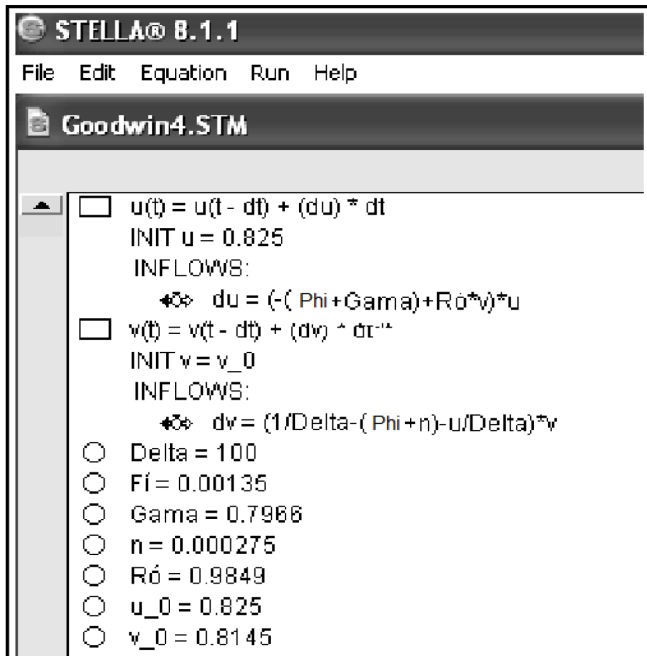 STELLA® 8.1.1
File Edit Equation Run Help
Goodwin4.STM
u(t) = u(t - dt) + (du) * dt
INIT u = 0.825
INFLOWS:
du = (-( Phi+Gama)+Ró*v)*u
v(t) = v(t - dt) + (dv) * dt
INIT v = v_0
INFLOWS:
dv = (1/Delta-( Phi+n)-u/Delta)*v
Delta = 100
Fí = 0.00135
Gama = 0.7966
n = 0.000275
Ró = 0.9849
u_0 = 0.825
v_0 = 0.8145